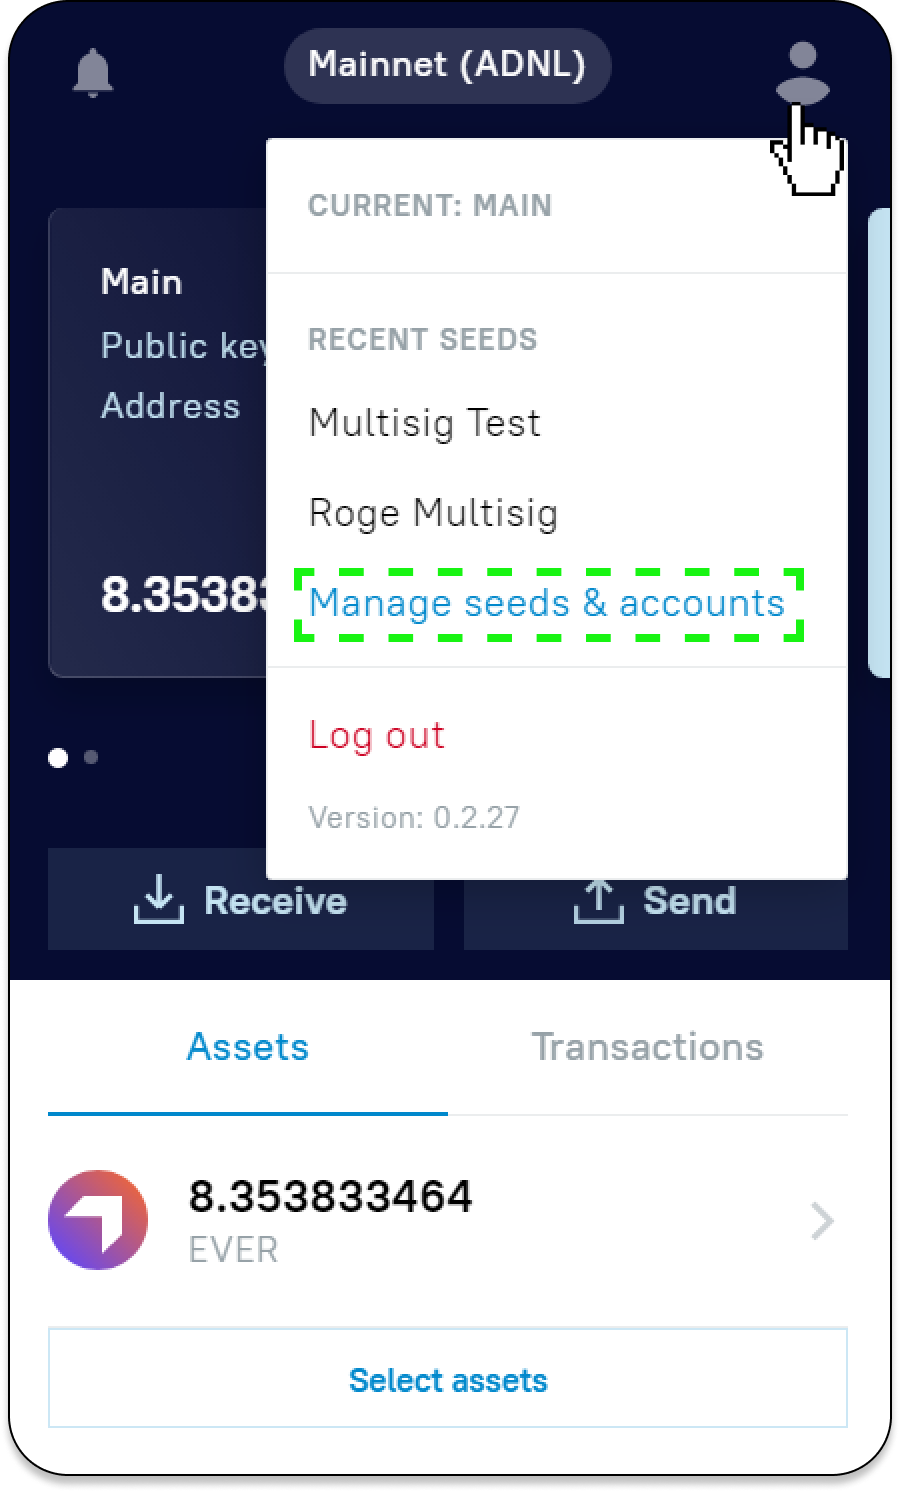 Mainnet (ADNL)
CURRENT: MAIN
RECENT SEEDS
Multisig Test
Roge Multisig
Manage seeds & accounts
Log out
Version: 0.2.27
Main
Public key
Address
8.35383
Receive
Send
Assets
Transactions
8.353833464
EVER
Select assets